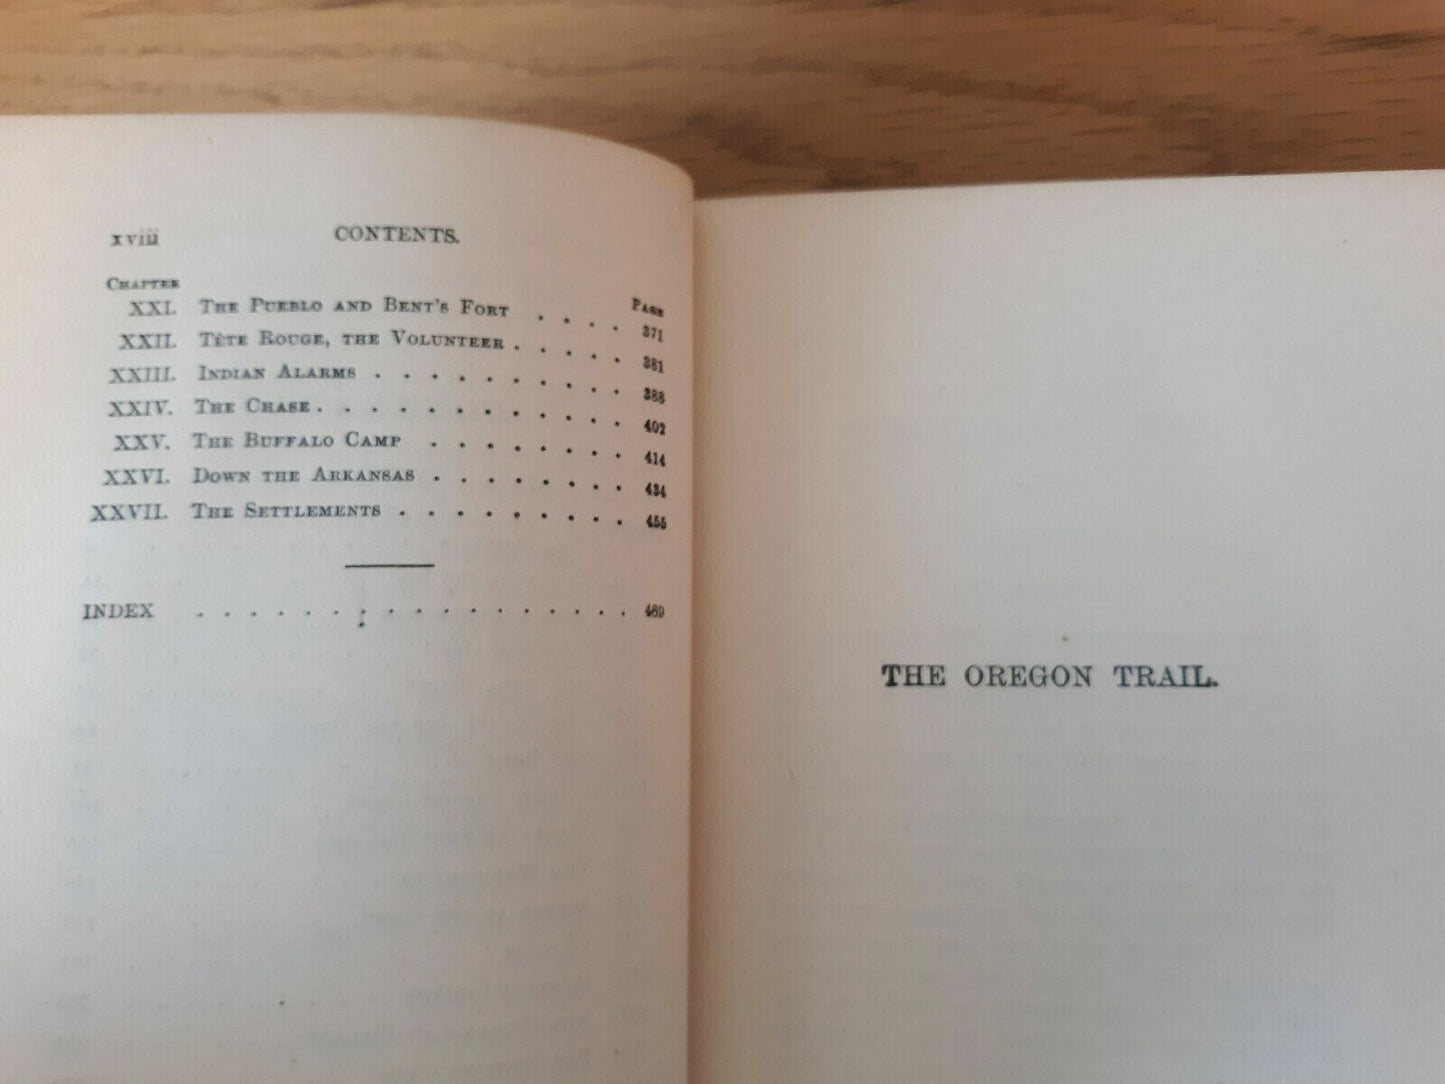 xviii CONTENTS.
CHAPTER PAGE
XXI. THE PUEBLO AND BENT'S FORT . . . . 371
XXII. TÊTE ROUGE, THE VOLUNTEER . . . . . 381
XXIII. INDIAN ALARMS . . . . . . . . . . 388
XXIV. THE CHASE . . . . . . . . . . . . 402
XXV. THE BUFFALO CAMP . . . . . . . . 414
XXVI. DOWN THE ARKANSAS . . . . . . . . 434
XXVII. THE SETTLEMENTS . . . . . . . . . 455
INDEX . . . . . . . . . . . . . . . . 469
THE OREGON TRAIL.